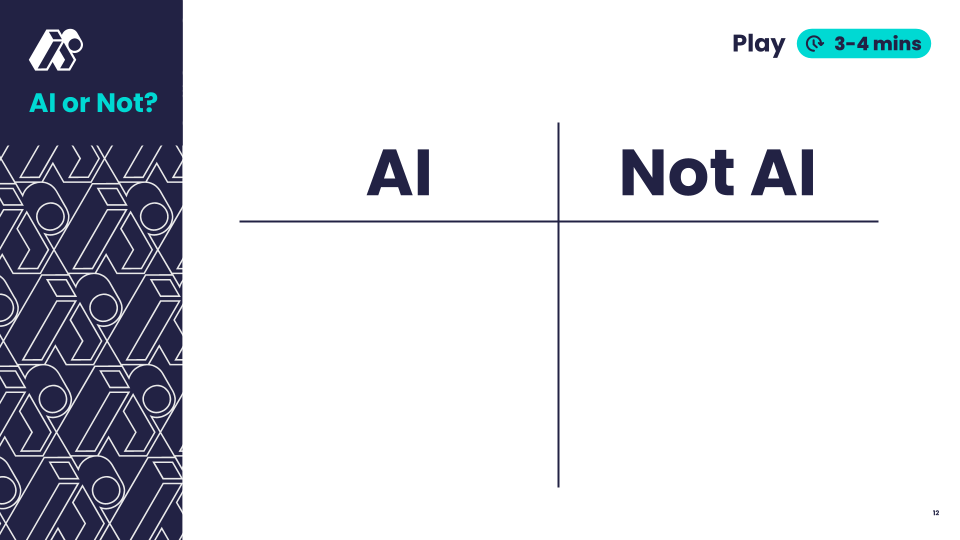 AI or Not?
Play
3-4 mins
AI
Not AI
12